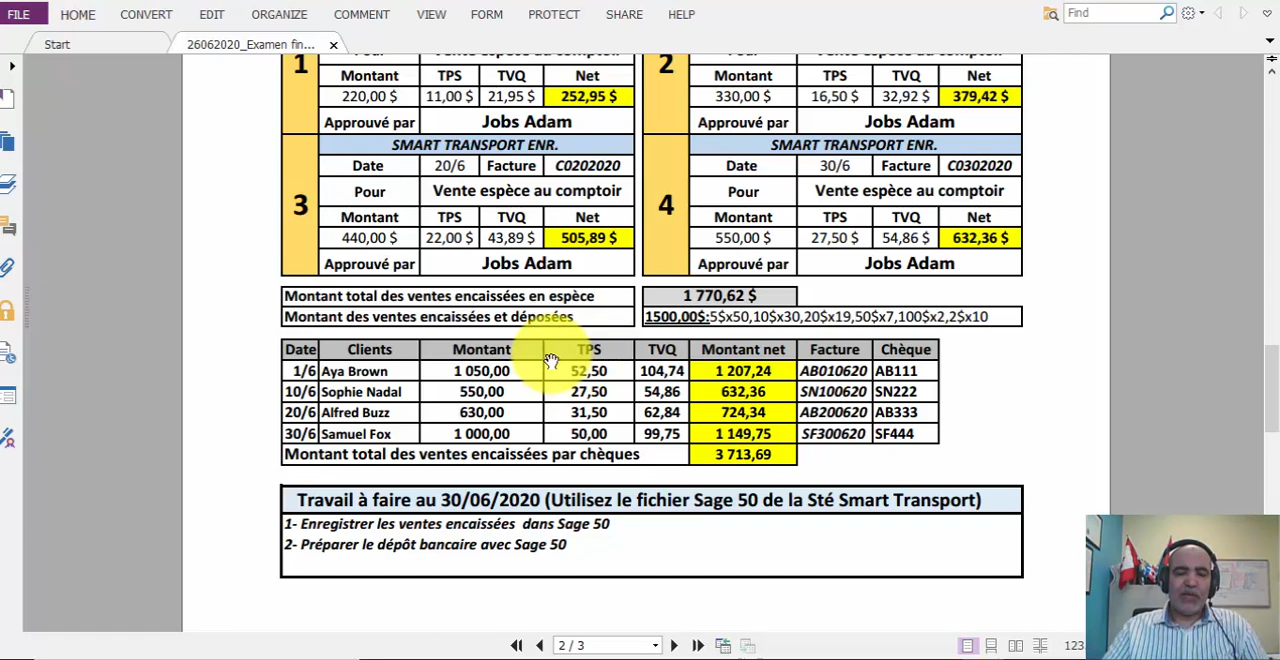 FILE HOME CONVERT EDIT ORGANIZE COMMENT VIEW FORM PROTECT SHARE HELP Find
Start 26062020_Examen fin...
1 Montant TPS TVQ Net
220,00 $ 11,00 $ 21,95 $ 252,95 $
Approuvé par Jobs Adam
2 Montant TPS TVQ Net
330,00 $ 16,50 $ 32,92 $ 379,42 $
Approuvé par Jobs Adam
3 SMART TRANSPORT ENR.
Date 20/6 Facture C0202020
Pour Vente espèce au comptoir
Montant TPS TVQ Net
440,00 $ 22,00 $ 43,89 $ 505,89 $
Approuvé par Jobs Adam
4 SMART TRANSPORT ENR.
Date 30/6 Facture C0302020
Pour Vente espèce au comptoir
Montant TPS TVQ Net
550,00 $ 27,50 $ 54,86 $ 632,36 $
Approuvé par Jobs Adam
Montant total des ventes encaissées en espèce 1 770,62 $
Montant des ventes encaissées et déposées 1500,00$:5$x50,10$x30,20$x19,50$x7,100$x2,2$x10
Date Clients Montant TPS TVQ Montant net Facture Chèque
1/6 Aya Brown 1 050,00 52,50 104,74 1 207,24 AB010620 AB111
10/6 Sophie Nadal 550,00 27,50 54,86 632,36 SN100620 SN222
20/6 Alfred Buzz 630,00 31,50 62,84 724,34 AB200620 AB333
30/6 Samuel Fox 1 000,00 50,00 99,75 1 149,75 SF300620 SF444
Montant total des ventes encaissées par chèques 3 713,69
Travail à faire au 30/06/2020 (Utilisez le fichier Sage 50 de la Sté Smart Transport)
1- Enregistrer les ventes encaissées dans Sage 50
2- Préparer le dépôt bancaire avec Sage 50
2 / 3 123